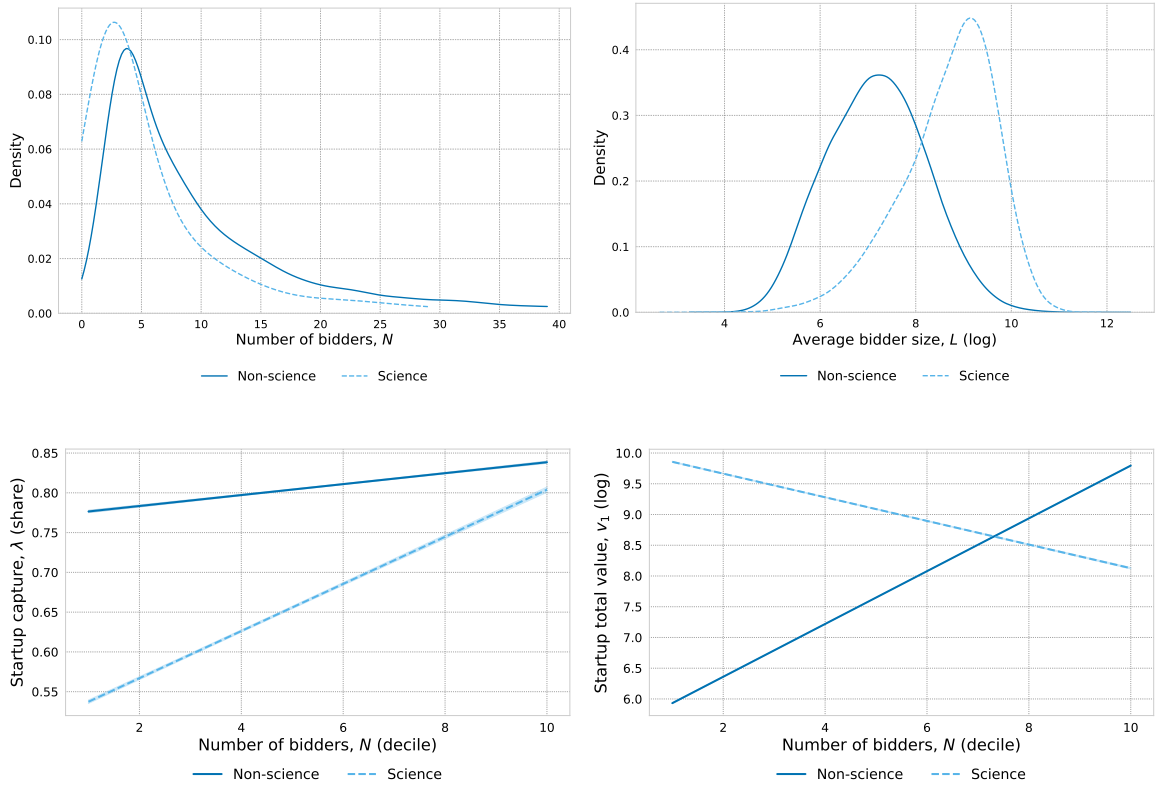 0.10
0.08
0.06
0.04
0.02
0.00
Density
0 5 10 15 20 25 30 35 40
Number of bidders, N
Non-science Science
0.4
0.3
0.2
0.1
0.0
Density
4 6 8 10 12
Average bidder size, L (log)
Non-science Science
0.85
0.80
0.75
0.70
0.65
0.60
0.55
Startup capture, λ (share)
2 4 6 8 10
Number of bidders, N (decile)
Non-science Science
10.0
9.5
9.0
8.5
8.0
7.5
7.0
6.5
6.0
Startup total value, v₁ (log)
2 4 6 8 10
Number of bidders, N (decile)
Non-science Science